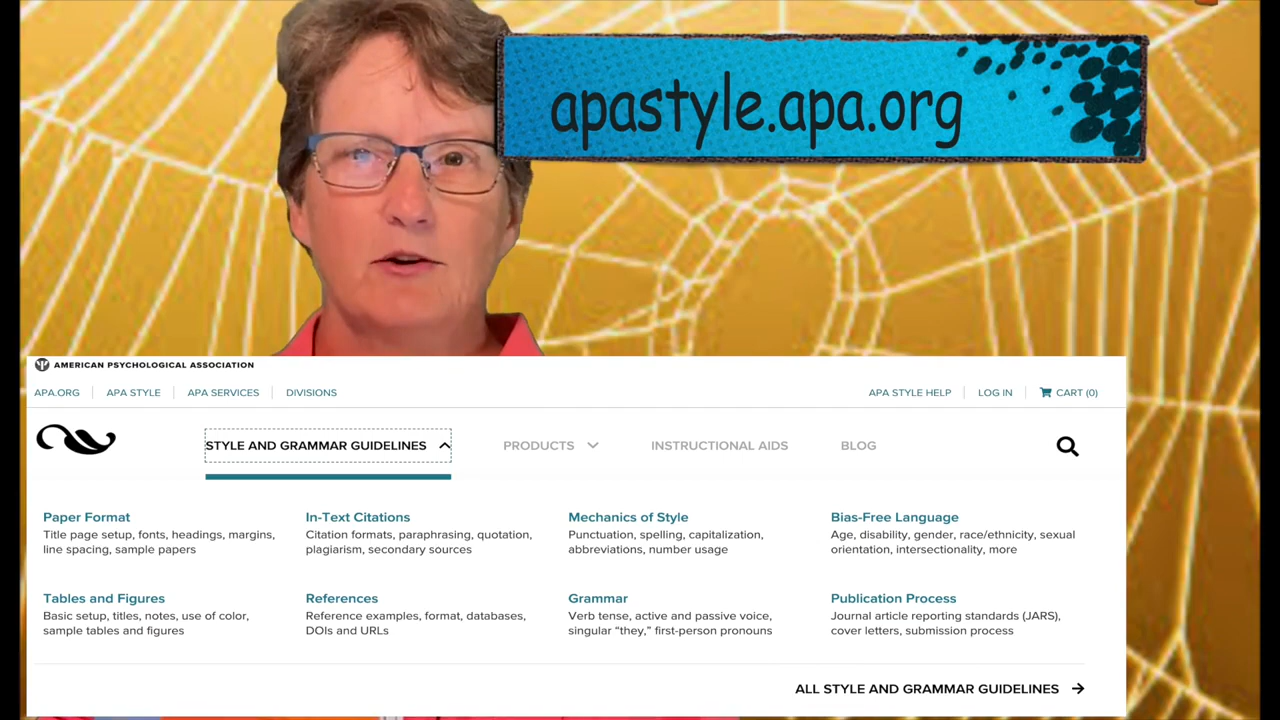 apastyle.apa.org
AMERICAN PSYCHOLOGICAL ASSOCIATION
APA.ORG APA STYLE APA SERVICES DIVISIONS APA STYLE HELP LOG IN CART (0)
STYLE AND GRAMMAR GUIDELINES PRODUCTS INSTRUCTIONAL AIDS BLOG
Paper Format
Title page setup, fonts, headings, margins,
line spacing, sample papers
In-Text Citations
Citation formats, paraphrasing, quotation,
plagiarism, secondary sources
Mechanics of Style
Punctuation, spelling, capitalization,
abbreviations, number usage
Bias-Free Language
Age, disability, gender, race/ethnicity, sexual
orientation, intersectionality, more
Tables and Figures
Basic setup, titles, notes, use of color,
sample tables and figures
References
Reference examples, format, databases,
DOIs and URLs
Grammar
Verb tense, active and passive voice,
singular “they,” first-person pronouns
Publication Process
Journal article reporting standards (JARS),
cover letters, submission process
ALL STYLE AND GRAMMAR GUIDELINES